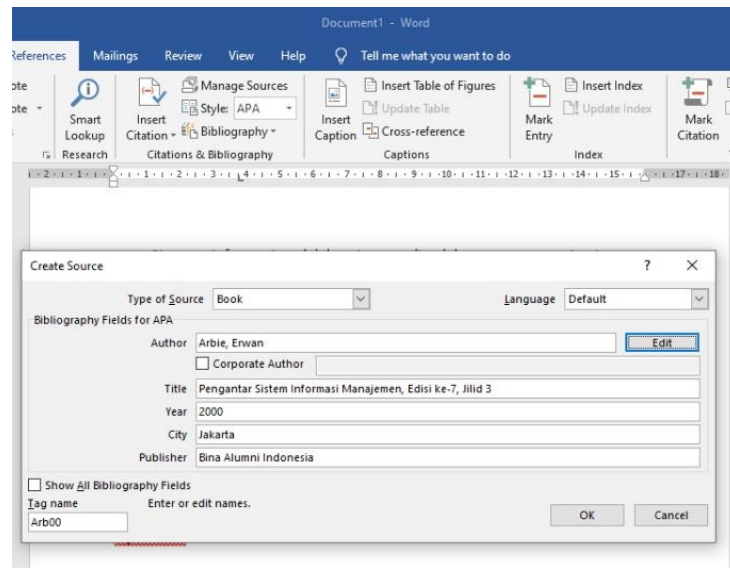 Document1 - Word
References Mailings Review View Help Tell me what you want to do
Smart Lookup
Research
Insert Citation
Manage Sources
Style: APA
Bibliography
Citations & Bibliography
Insert Caption
Insert Table of Figures
Update Table
Cross-reference
Captions
Mark Entry
Insert Index
Update Index
Index
Mark Citation
Create Source ?
Type of Source Book Language Default
Bibliography Fields for APA
Author Arbie, Erwan Edit
Corporate Author
Title Pengantar Sistem Informasi Manajemen, Edisi ke-7, Jilid 3
Year 2000
City Jakarta
Publisher Bina Alumni Indonesia
Show All Bibliography Fields
Tag name Enter or edit names.
Arb00
OK Cancel